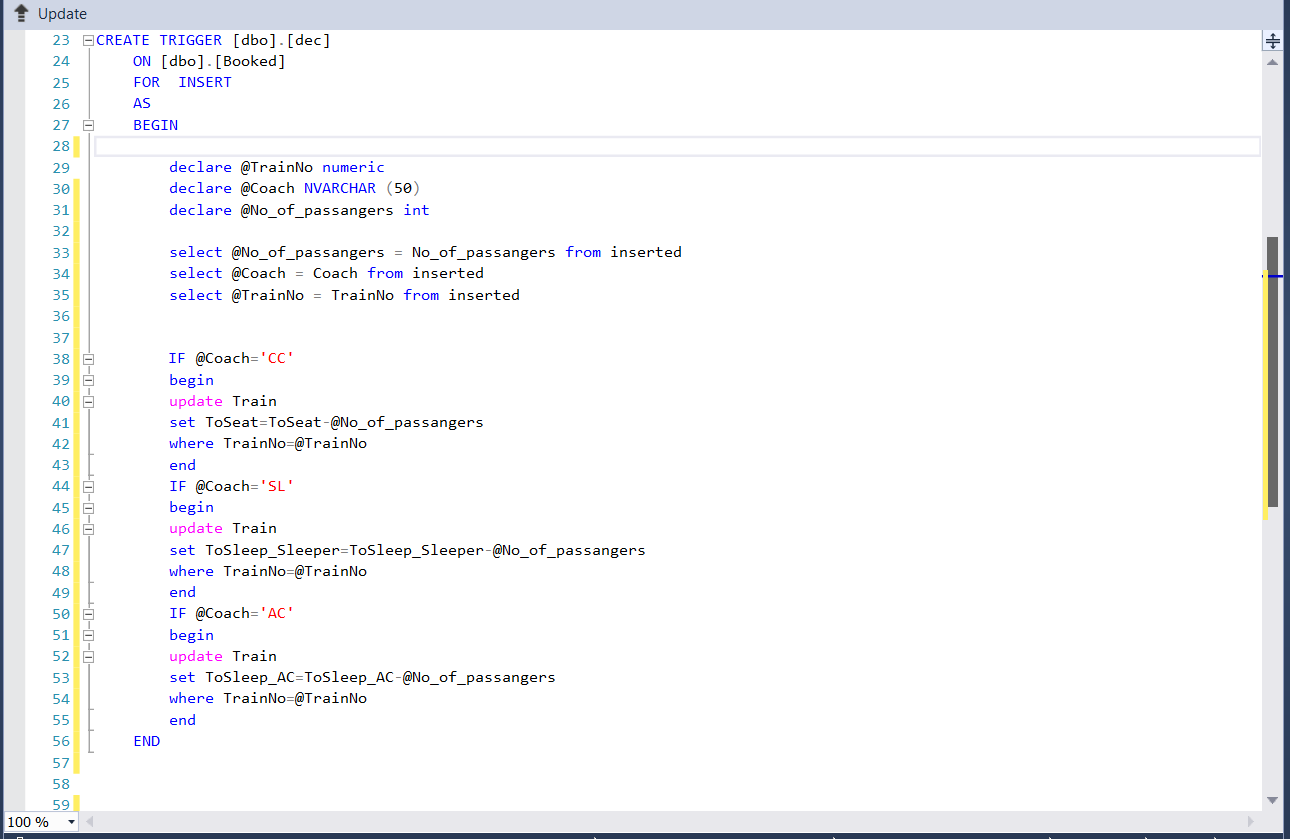 Update
23 CREATE TRIGGER [dbo].[dec]
24 ON [dbo].[Booked]
25 FOR  INSERT
26 AS
27 BEGIN
28
29 declare @TrainNo numeric
30 declare @Coach NVARCHAR (50)
31 declare @No_of_passangers int
32
33 select @No_of_passangers = No_of_passangers from inserted
34 select @Coach = Coach from inserted
35 select @TrainNo = TrainNo from inserted
36
37
38 IF @Coach='CC'
39 begin
40 update Train
41 set ToSeat=ToSeat-@No_of_passangers
42 where TrainNo=@TrainNo
43 end
44 IF @Coach='SL'
45 begin
46 update Train
47 set ToSleep_Sleeper=ToSleep_Sleeper-@No_of_passangers
48 where TrainNo=@TrainNo
49 end
50 IF @Coach='AC'
51 begin
52 update Train
53 set ToSleep_AC=ToSleep_AC-@No_of_passangers
54 where TrainNo=@TrainNo
55 end
56 END
57
58
59
100 %